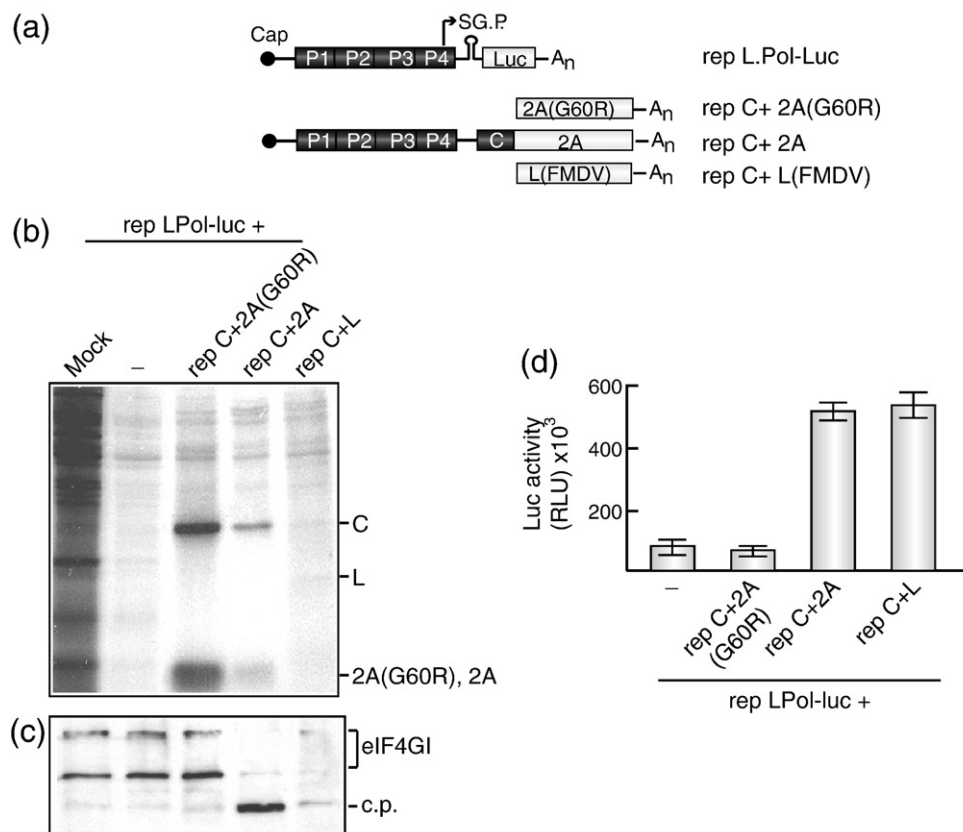 (a)
Cap
SG.P.
P1 P2 P3 P4 Luc An rep L.Pol-Luc
2A(G60R) An rep C+ 2A(G60R)
P1 P2 P3 P4 C 2A An rep C+ 2A
L(FMDV) An rep C+ L(FMDV)
(b)
rep LPol-luc +
Mock – rep C+2A(G60R) rep C+2A rep C+L
C
L
2A(G60R), 2A
(c)
eIF4GI
c.p.
(d)
Luc activity
(RLU) x10³
600
400
200
– rep C+2A (G60R) rep C+2A rep C+L
rep LPol-luc +